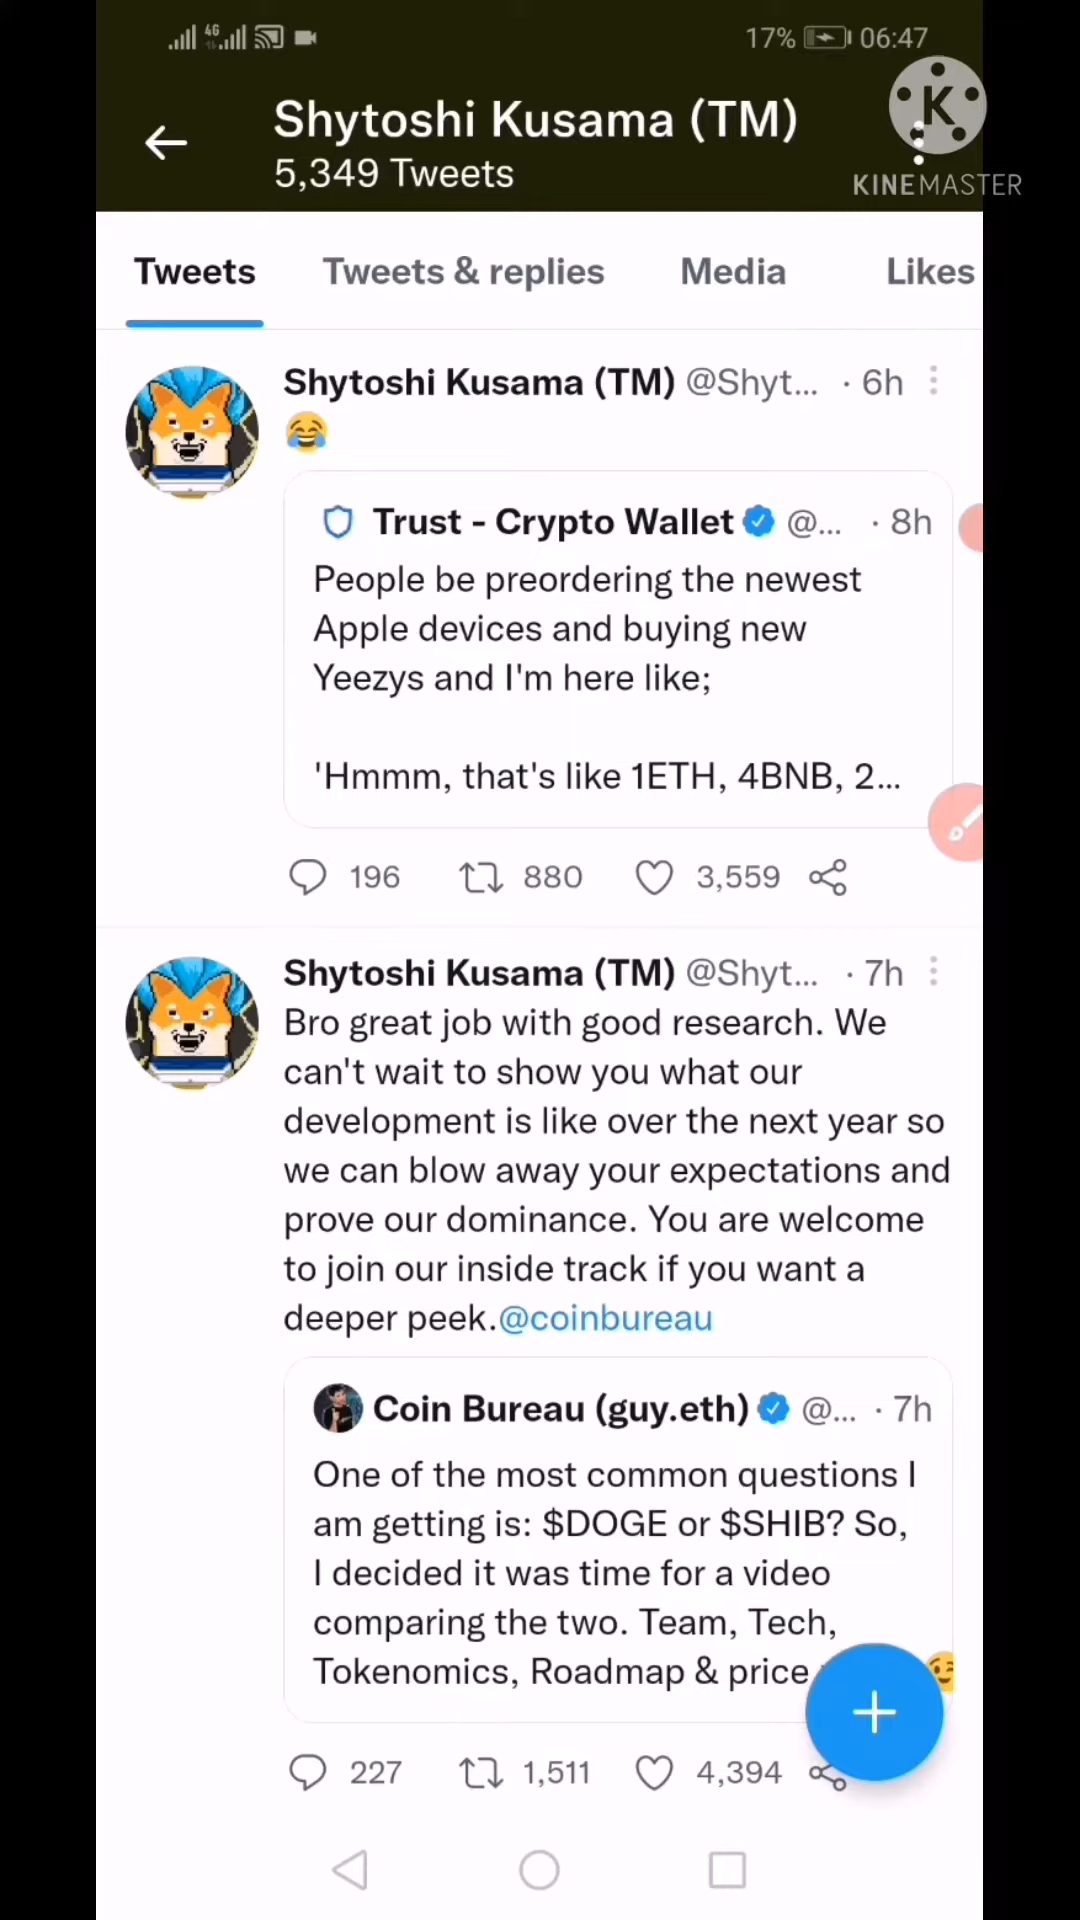 4G
17% 06:47
Shytoshi Kusama (TM)
5,349 Tweets
KINEMASTER
Tweets Tweets & replies Media Likes
Shytoshi Kusama (TM) @Shyt... · 6h
😂
Trust - Crypto Wallet @... · 8h
People be preordering the newest
Apple devices and buying new
Yeezys and I'm here like;
'Hmmm, that's like 1ETH, 4BNB, 2...
196 880 3,559
Shytoshi Kusama (TM) @Shyt... · 7h
Bro great job with good research. We
can't wait to show you what our
development is like over the next year so
we can blow away your expectations and
prove our dominance. You are welcome
to join our inside track if you want a
deeper peek.@coinbureau
Coin Bureau (guy.eth) @... · 7h
One of the most common questions I
am getting is: $DOGE or $SHIB? So,
I decided it was time for a video
comparing the two. Team, Tech,
Tokenomics, Roadmap & price
227 1,511 4,394